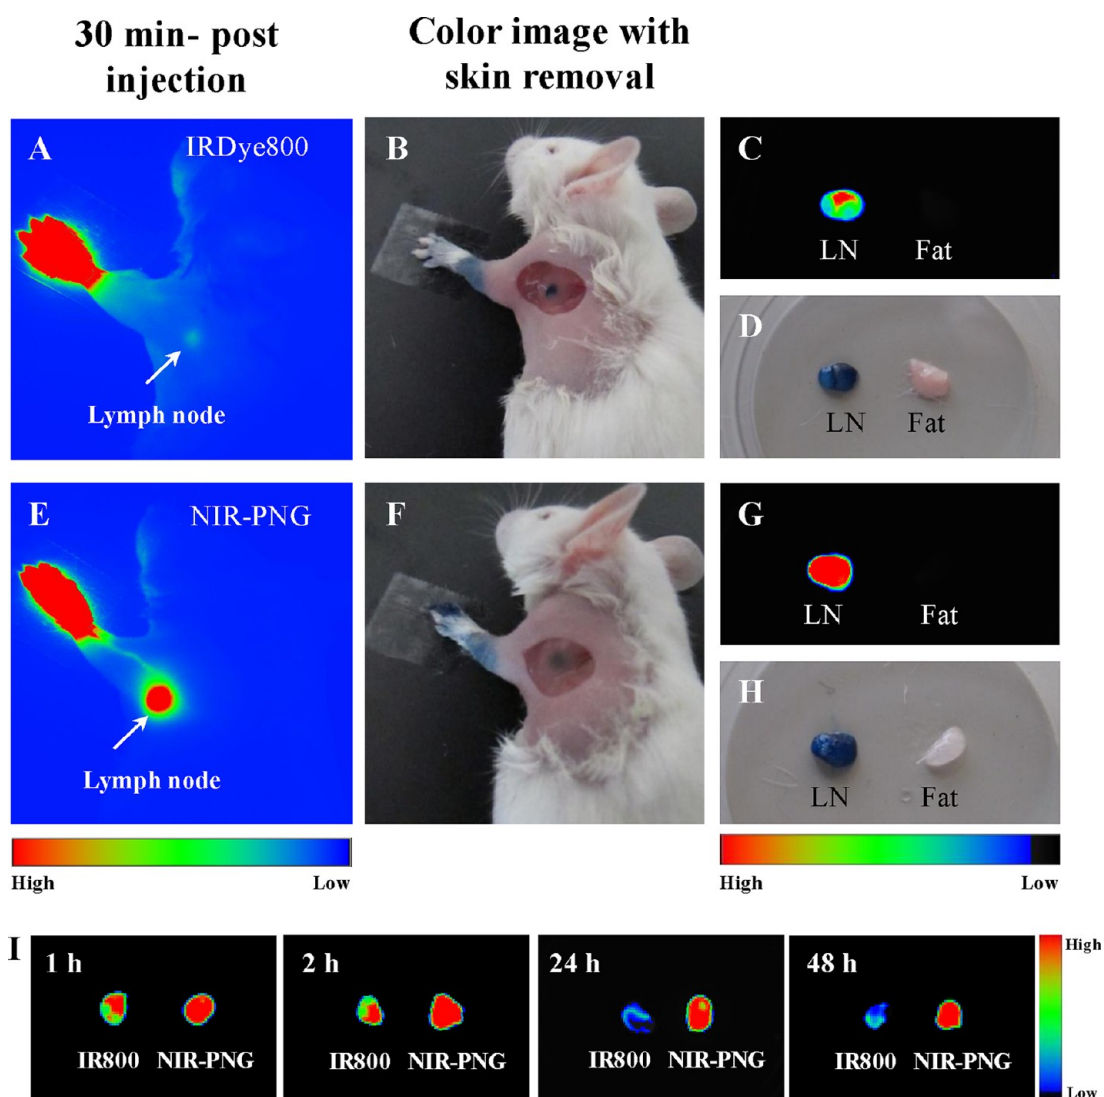 30 min- post
injection
Color image with
skin removal
A
IRDye800
Lymph node
B
C
LN
Fat
D
LN
Fat
E
NIR-PNG
Lymph node
F
G
LN
Fat
H
LN
Fat
High
Low
High
Low
I
1 h
IR800
NIR-PNG
2 h
IR800
NIR-PNG
24 h
IR800
NIR-PNG
48 h
IR800
NIR-PNG
High
Low